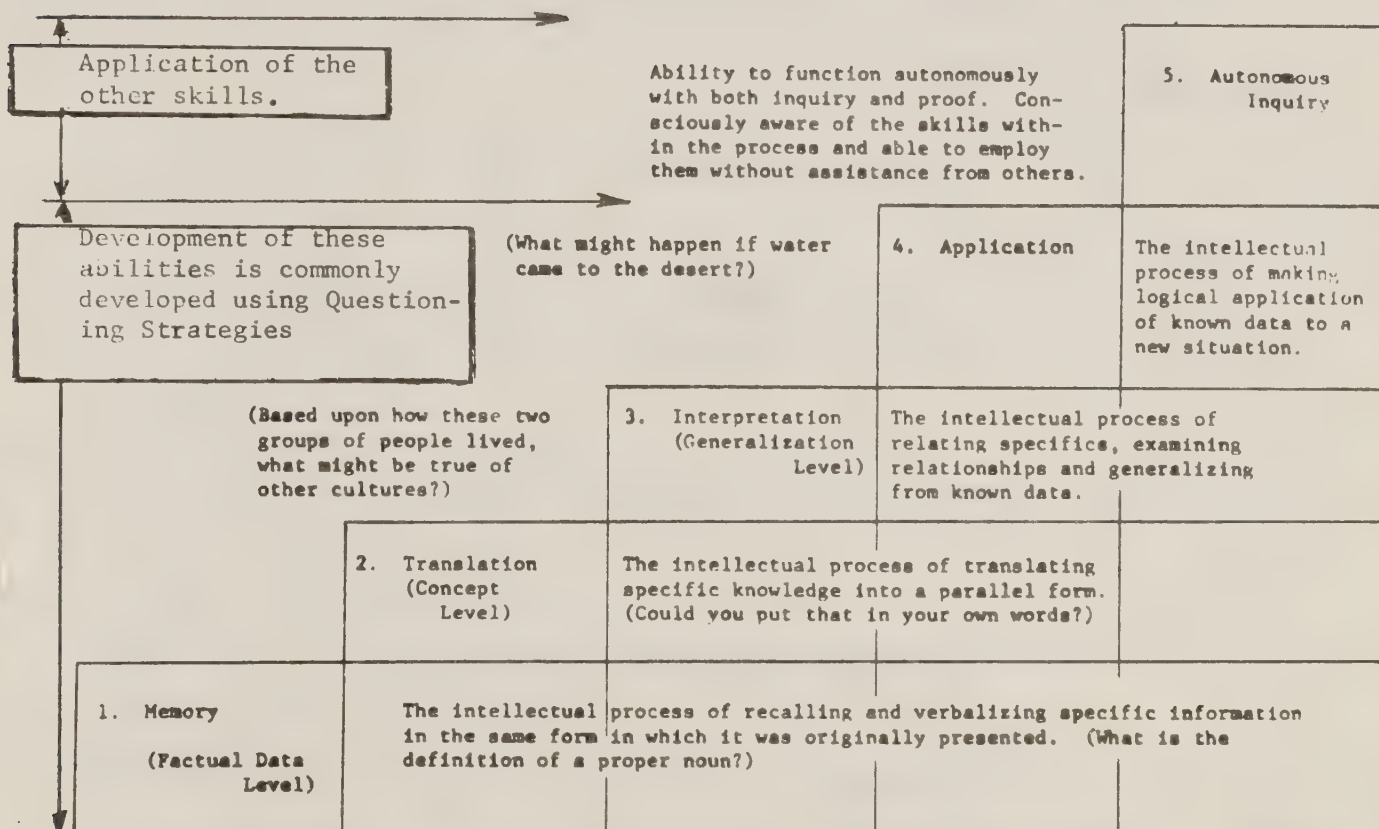 Application of the
other skills.
Ability to function autonomously
with both inquiry and proof. Con-
sciously aware of the skills with-
in the process and able to employ
them without assistance from others.
5. Autonomous
Inquiry
Development of these
abilities is commonly
developed using Question-
ing Strategies
(What might happen if water
came to the desert?)
4. Application
The intellectual
process of making
logical application
of known data to a
new situation.
(Based upon how these two
groups of people lived,
what might be true of
other cultures?)
3. Interpretation
(Generalization
Level)
The intellectual process of
relating specifics, examining
relationships and generalizing
from known data.
2. Translation
(Concept
Level)
The intellectual process of translating
specific knowledge into a parallel form.
(Could you put that in your own words?)
1. Memory
(Factual Data
Level)
The intellectual process of recalling and verbalizing specific information
in the same form in which it was originally presented. (What is the
definition of a proper noun?)